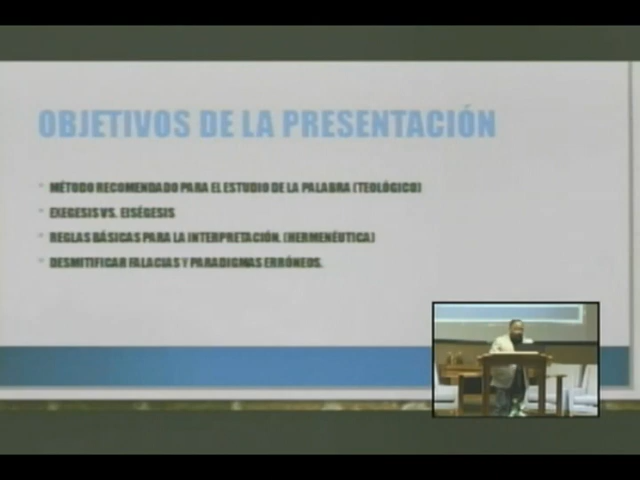 OBJETIVOS DE LA PRESENTACIÓN
MÉTODO RECOMENDADO PARA EL ESTUDIO DE LA PALABRA (TEOLÓGICO)
EXEGESIS VS. EISÉGESIS
REGLAS BÁSICAS PARA LA INTERPRETACIÓN. (HERMENÉUTICA)
DESMITIFICAR FALACIAS Y PARADIGMAS ERRÓNEOS.